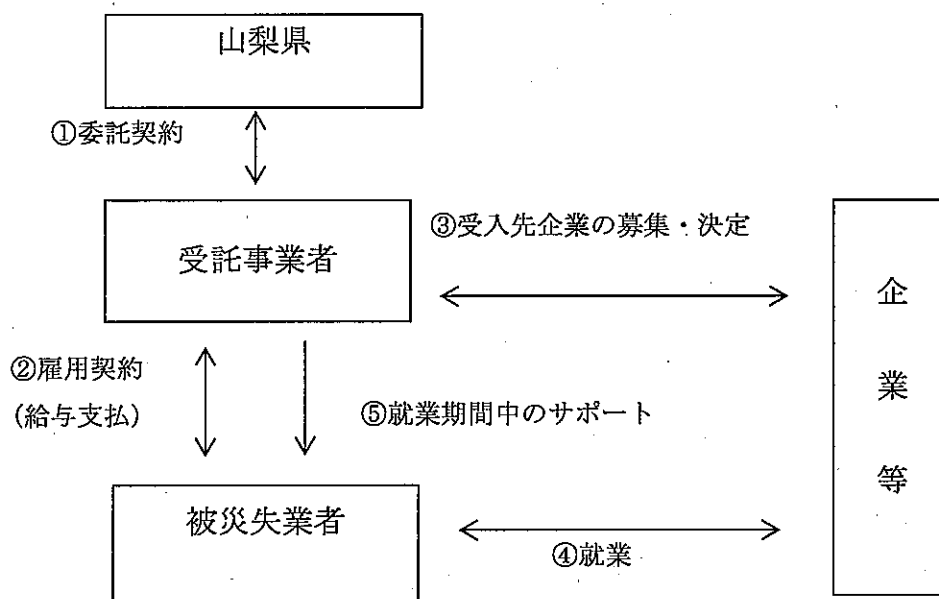 山梨県
①委託契約
受託事業者
③受入先企業の募集・決定
企業等
②雇用契約
(給与支払)
⑤就業期間中のサポート
被災失業者
④就業